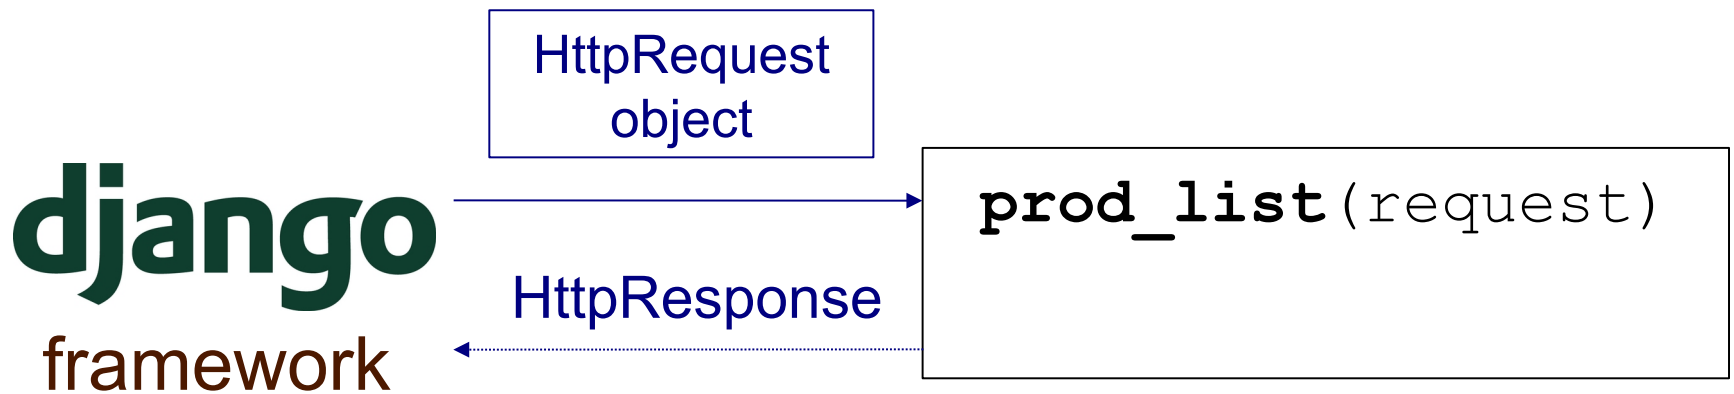 HttpRequest
object
django
prod_list(request)
HttpResponse
framework